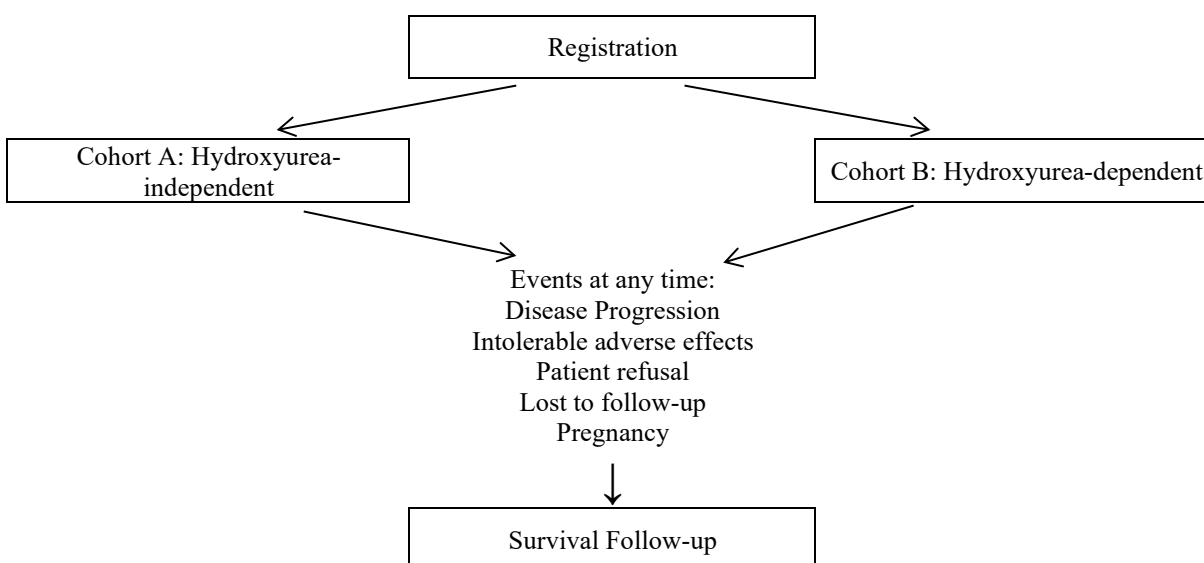 Registration
Cohort A: Hydroxyurea-
independent
Cohort B: Hydroxyurea-dependent
Events at any time:
Disease Progression
Intolerable adverse effects
Patient refusal
Lost to follow-up
Pregnancy
Survival Follow-up